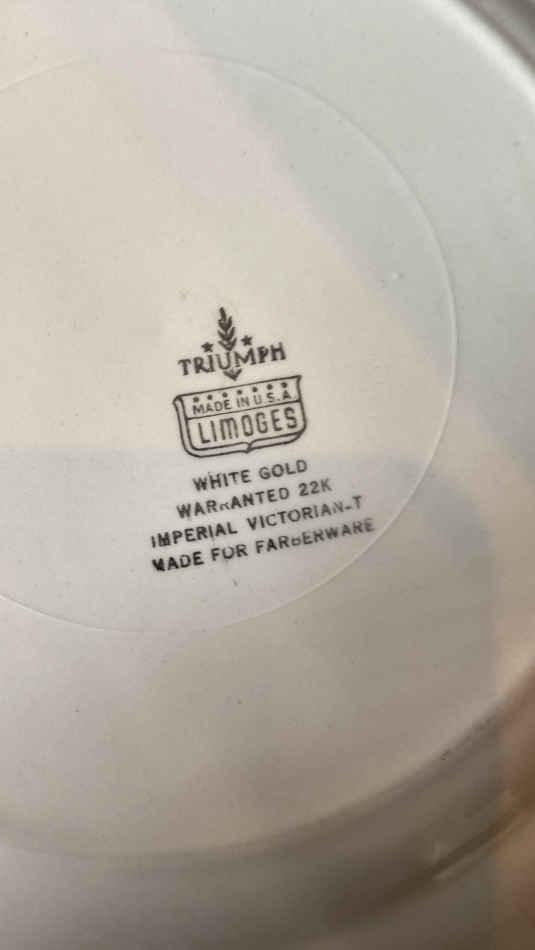 TRIUMPH
MADE IN U.S.A.
LIMOGES
WHITE GOLD
WARRANTED 22K
IMPERIAL VICTORIAN-T
MADE FOR FARBERWARE